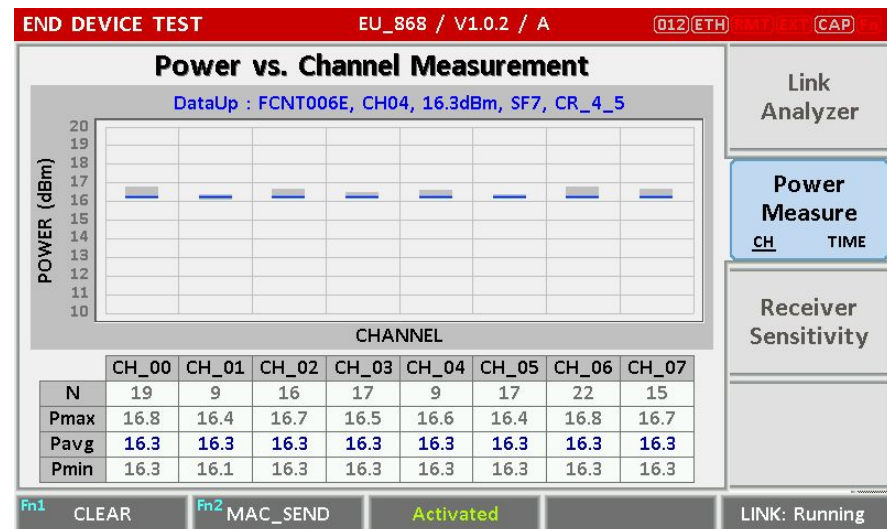 END DEVICE TEST EU_868 / V1.0.2 / A 012 ETH RMT EXT CAP Fn
Power vs. Channel Measurement
DataUp : FCNT006E, CH04, 16.3dBm, SF7, CR_4_5
POWER (dBm)
20
19
18
17
16
15
14
13
12
11
10
CHANNEL
CH_00 CH_01 CH_02 CH_03 CH_04 CH_05 CH_06 CH_07
N 19 9 16 17 9 17 22 15
Pmax 16.8 16.4 16.7 16.5 16.6 16.4 16.8 16.7
Pavg 16.3 16.3 16.3 16.3 16.3 16.3 16.3 16.3
Pmin 16.3 16.1 16.3 16.3 16.3 16.3 16.3 16.3
Link
Analyzer
Power
Measure
CH TIME
Receiver
Sensitivity
Fn1 CLEAR Fn2 MAC_SEND Activated LINK: Running